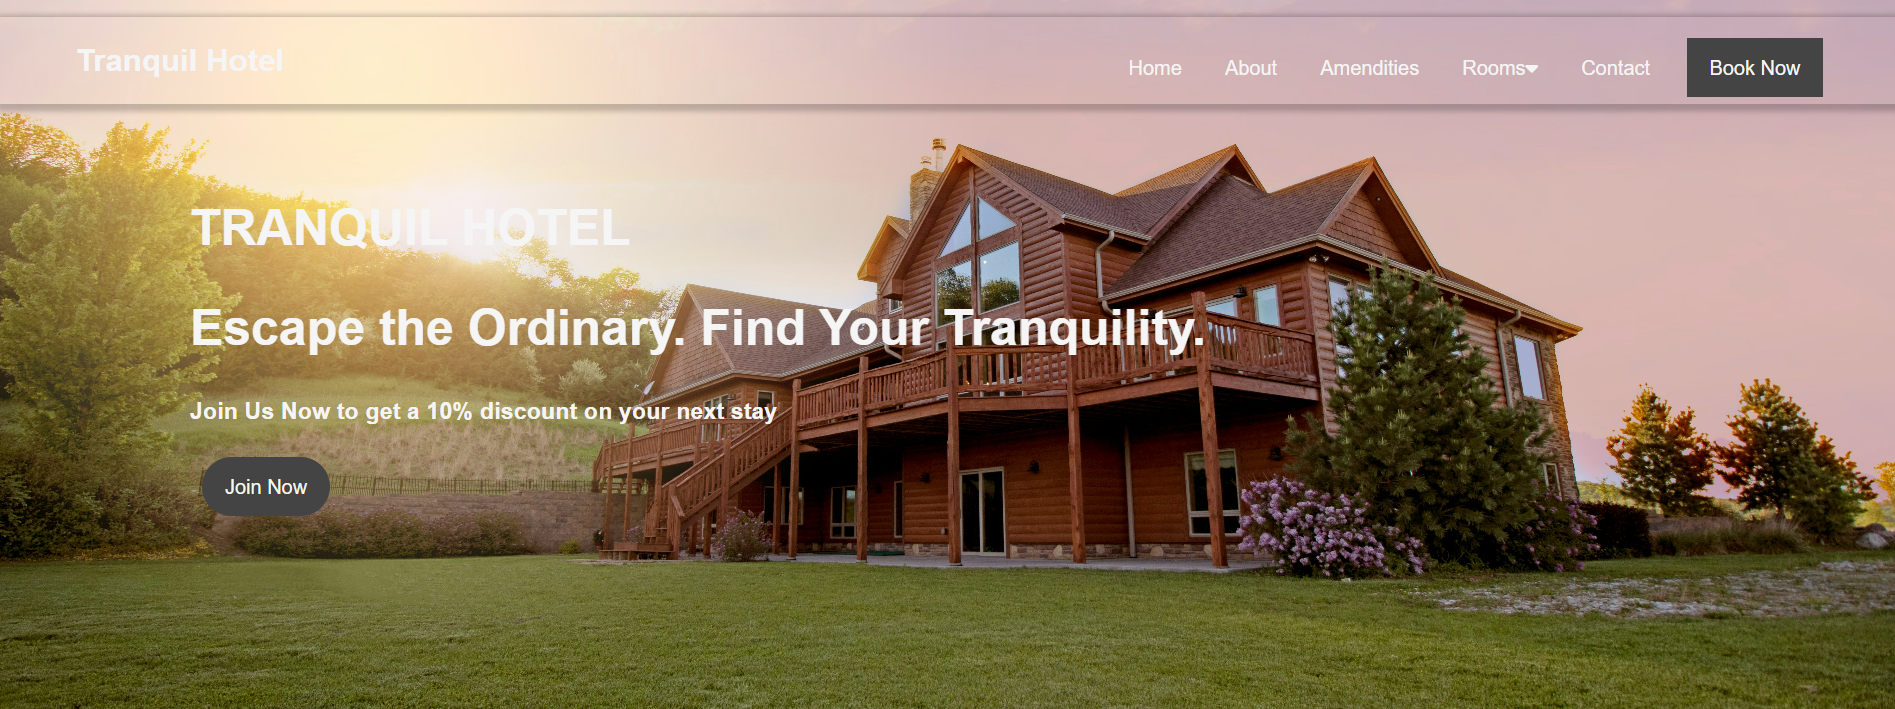 Tranquil Hotel
Home About Amendities Rooms Contact Book Now
TRANQUIL HOTEL
Escape the Ordinary. Find Your Tranquility.
Join Us Now to get a 10% discount on your next stay
Join Now